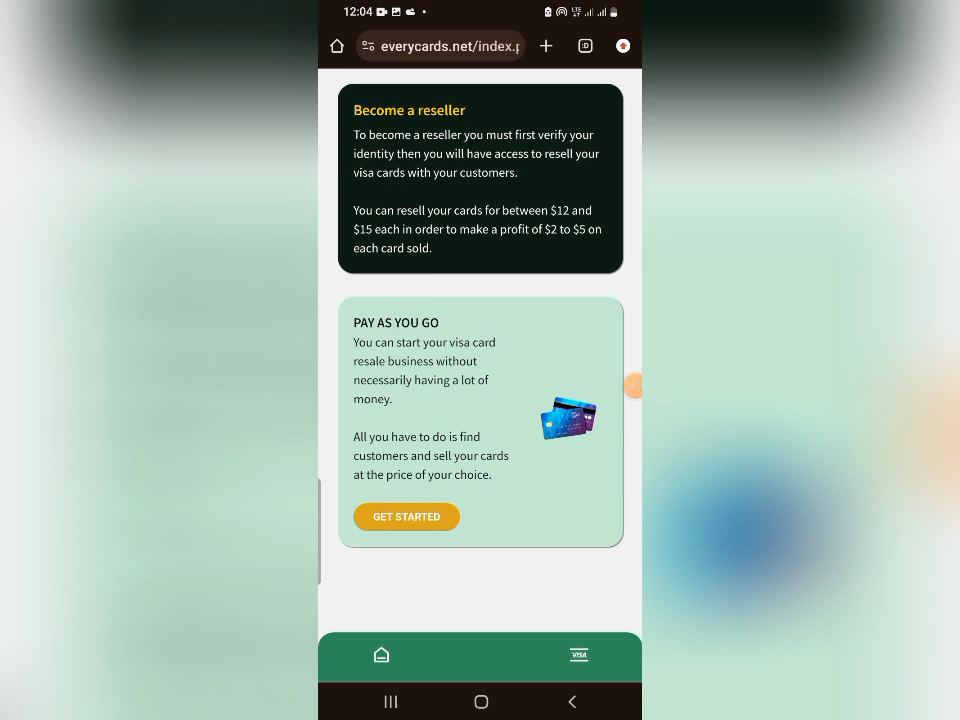 12:04
LTE
everycards.net/index.p
:D
Become a reseller
To become a reseller you must first verify your
identity then you will have access to resell your
visa cards with your customers.
You can resell your cards for between $12 and
$15 each in order to make a profit of $2 to $5 on
each card sold.
PAY AS YOU GO
You can start your visa card
resale business without
necessarily having a lot of
money.
All you have to do is find
customers and sell your cards
at the price of your choice.
GET STARTED
VISA